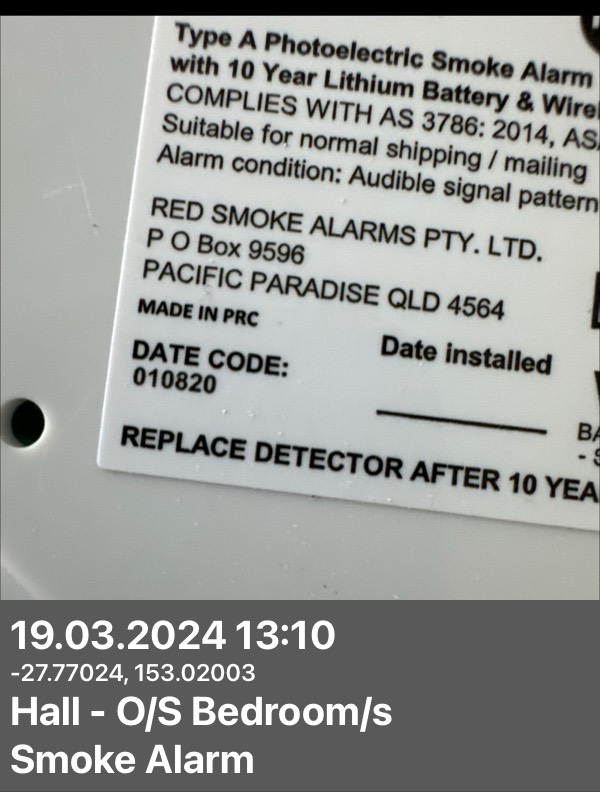 Type A Photoelectric Smoke Alarm
with 10 Year Lithium Battery &
COMPLIES WITH AS 3786: 2014,
Suitable for normal shipping / mailing
Alarm condition: Audible signal pattern
RED SMOKE ALARMS PTY. LTD.
P O Box 9596
PACIFIC PARADISE QLD 4564
MADE IN PRC
Date installed
DATE CODE:
010820
REPLACE DETECTOR AFTER 10
19.03.2024 13:10
-27.77024, 153.02003
Hall - O/S Bedroom/s
Smoke Alarm